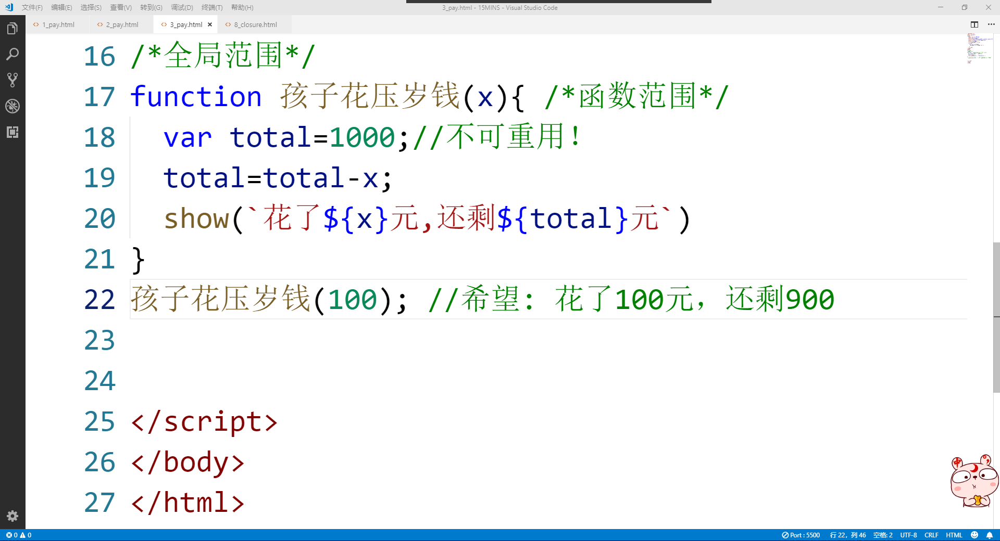 文件(F) 编辑(E) 选择(S) 查看(V) 转到(G) 调试(D) 终端(T) 帮助(H) 3_pay.html - 15MINS - Visual Studio Code
1_pay.html 2_pay.html 3_pay.html 8_closure.html
16 /*全局范围*/
17 function 孩子花压岁钱(x){ /*函数范围*/
18 var total=1000;//不可重用!
19 total=total-x;
20 show(`花了${x}元,还剩${total}元`)
21 }
22 孩子花压岁钱(100); //希望: 花了100元，还剩900
23
24
25 </script>
26 </body>
27 </html>
中
0 0 Port : 5500 行 22，列 46 空格: 2 UTF-8 CRLF HTML